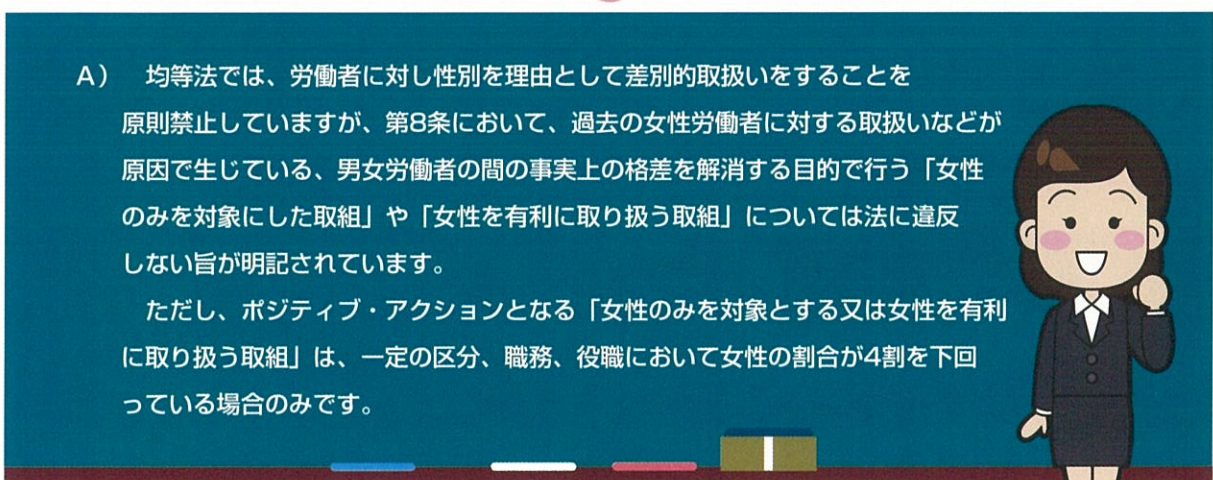 A）　均等法では、労働者に対し性別を理由として差別的取扱いをすることを
原則禁止していますが、第8条において、過去の女性労働者に対する取扱いなどが
原因で生じている、男女労働者の間の事実上の格差を解消する目的で行う「女性
のみを対象にした取組」や「女性を有利に取り扱う取組」については法に違反
しない旨が明記されています。
　ただし、ポジティブ・アクションとなる「女性のみを対象とする又は女性を有利
に取り扱う取組」は、一定の区分、職務、役職において女性の割合が4割を下回
っている場合のみです。